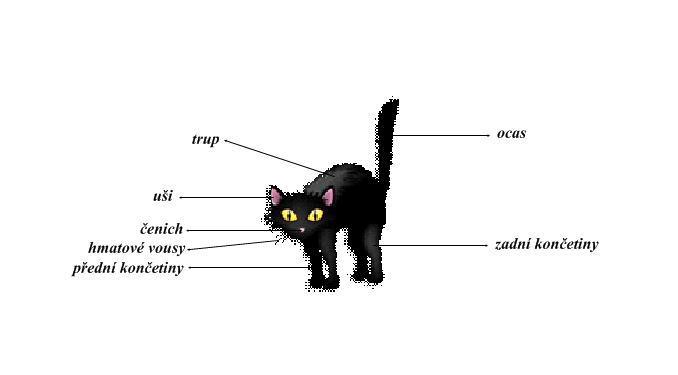 ocas
trup
uši
čenich
hmatové vousy
zadní končetiny
přední končetiny